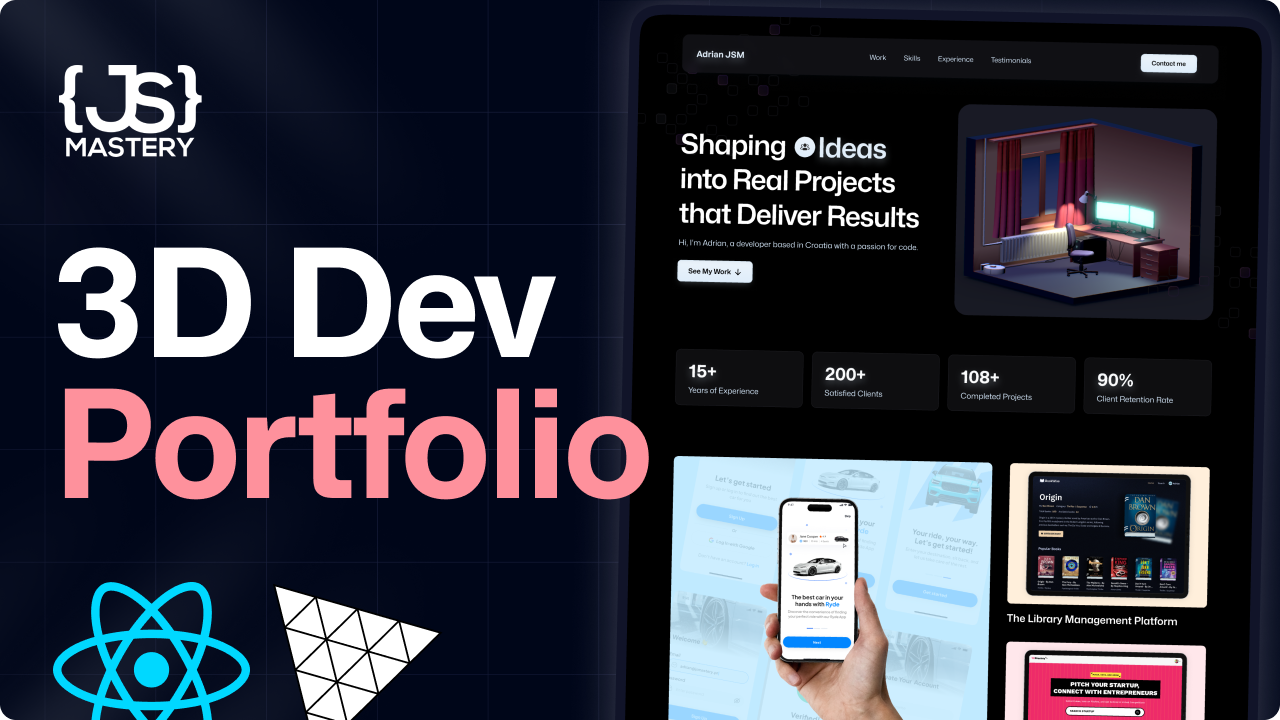 {JS}
MASTERY
3D Dev
Portfolio
Adrian JSM
Work
Skills
Experience
Testimonials
Contact me
Shaping Ideas
into Real Projects
that Deliver Results
Hi, I'm Adrian, a developer based in Croatia with a passion for code.
See My Work
15+
Years of Experience
200+
Satisfied Clients
108+
Completed Projects
90%
Client Retention Rate
Let's get started
Your ride, your way.
Let's get started!
The best car in your
hands with Ryde
Next
Welcome
Origin
DAN
BROWN
ORIGIN
Popular Books
The Library Management Platform
PITCH YOUR STARTUP,
CONNECT WITH ENTREPRENEURS